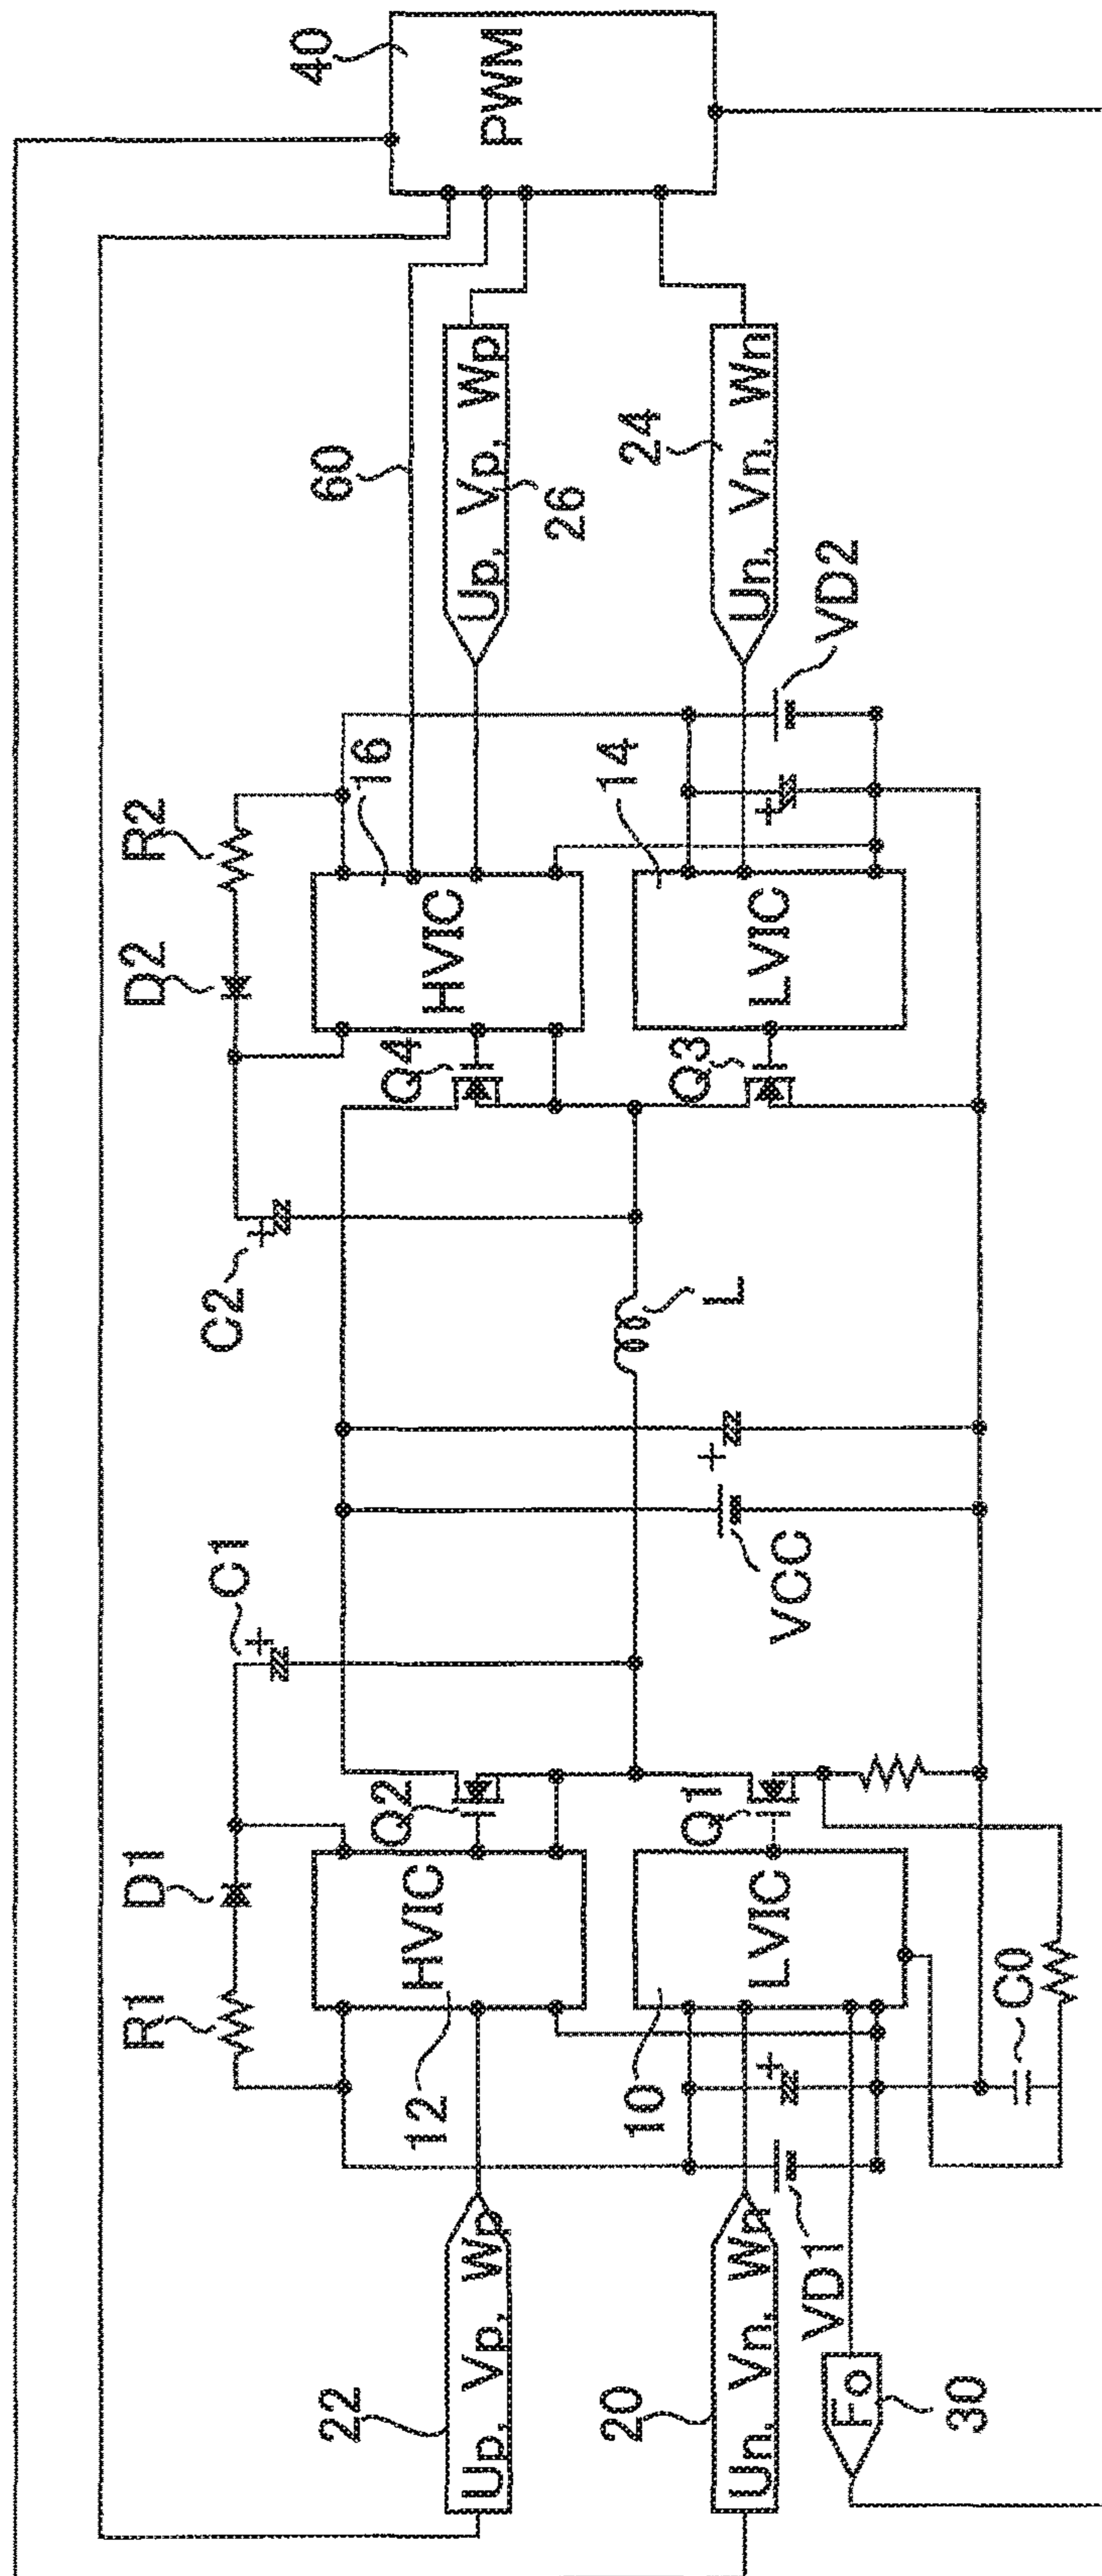 40
PWM
60
Up, Vp, Wp
26
24
Un, Vn, Wn
VD2
R2
16
14
D2
HVIC
LVIC
Q4
Q3
C2
L
C1
VCC
Q2
Q1
D1
HVIC
LVIC
R1
12
10
C0
22
Up, Vp, Wp
20
Un, Vn, Wn
VD1
Fo
30